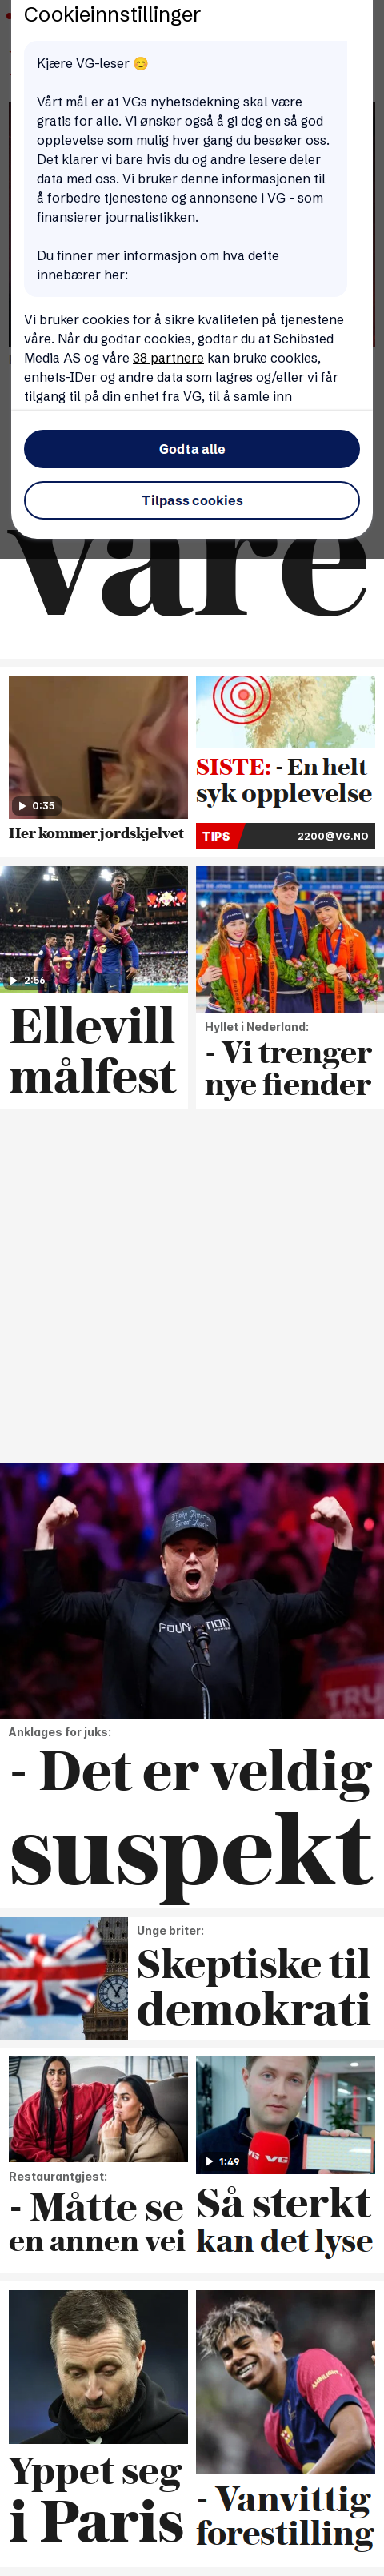 Cookieinnstillinger
Kjære VG-leser 😊
Vårt mål er at VGs nyhetsdekning skal være
gratis for alle. Vi ønsker også å gi deg en så god
opplevelse som mulig hver gang du besøker oss.
Det klarer vi bare hvis du og andre lesere deler
data med oss. Vi bruker denne informasjonen til
å forbedre tjenestene og annonsene i VG - som
finansierer journalistikken.
Du finner mer informasjon om hva dette
innebærer her:
Vi bruker cookies for å sikre kvaliteten på tjenestene
våre. Når du godtar cookies, godtar du at Schibsted
Media AS og våre 38 partnere kan bruke cookies,
enhets-IDer og andre data som lagres og/eller vi får
tilgang til på din enhet fra VG, til å samle inn
Godta alle
Tilpass cookies
være
0:35
Her kommer jordskjelvet
SISTE: - En helt
syk opplevelse
TIPS 2200@VG.NO
2:56
Ellevill
målfest
Hyllet i Nederland:
- Vi trenger
nye fiender
Make America
Great Again
FOUNDATION
TRUMP
Anklages for juks:
- Det er veldig
suspekt
Unge briter:
Skeptiske til
demokrati
Restaurantgjest:
- Måtte se
en annen vei
VG VG
1:49
Så sterkt
kan det lyse
Yppet seg
i Paris
- Vanvittig
forestilling